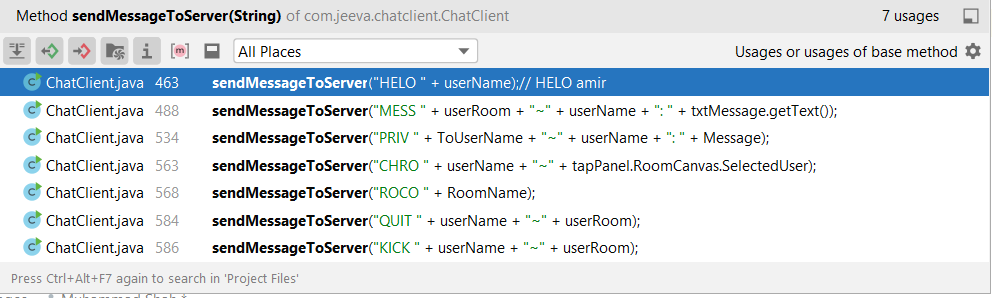 Method sendMessageToServer(String) of com.jeeva.chatclient.ChatClient 7 usages
All Places Usages or usages of base method
ChatClient.java 463 sendMessageToServer("HELO " + userName);// HELO amir
ChatClient.java 488 sendMessageToServer("MESS " + userRoom + "~" + userName + ": " + txtMessage.getText());
ChatClient.java 534 sendMessageToServer("PRIV " + ToUserName + "~" + userName + ": " + Message);
ChatClient.java 563 sendMessageToServer("CHRO " + userName + "~" + tapPanel.RoomCanvas.SelectedUser);
ChatClient.java 568 sendMessageToServer("ROCO " + RoomName);
ChatClient.java 584 sendMessageToServer("QUIT " + userName + "~" + userRoom);
ChatClient.java 586 sendMessageToServer("KICK " + userName + "~" + userRoom);
Press Ctrl+Alt+F7 again to search in 'Project Files'